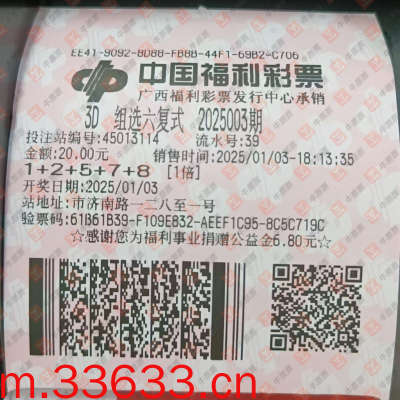 EE41-9092-8D88-FB8B-44F1-69B2-C706
中国福利彩票
广西福利彩票发行中心承销
3D 组选六复式 2025003期
投注站编号:45013114 流水号:39
金额:20.00元 销售时间:2025/01/03-18:13:35
1+2+5+7+8 [1倍]
开奖日期:2025/01/03
站地址:市济南路一二八至一号
验票码:61B61B39-F109E832-AEEF1C95-8C5C719C
☆感谢您为福利事业捐赠公益金6.80元☆
m.33633.cn